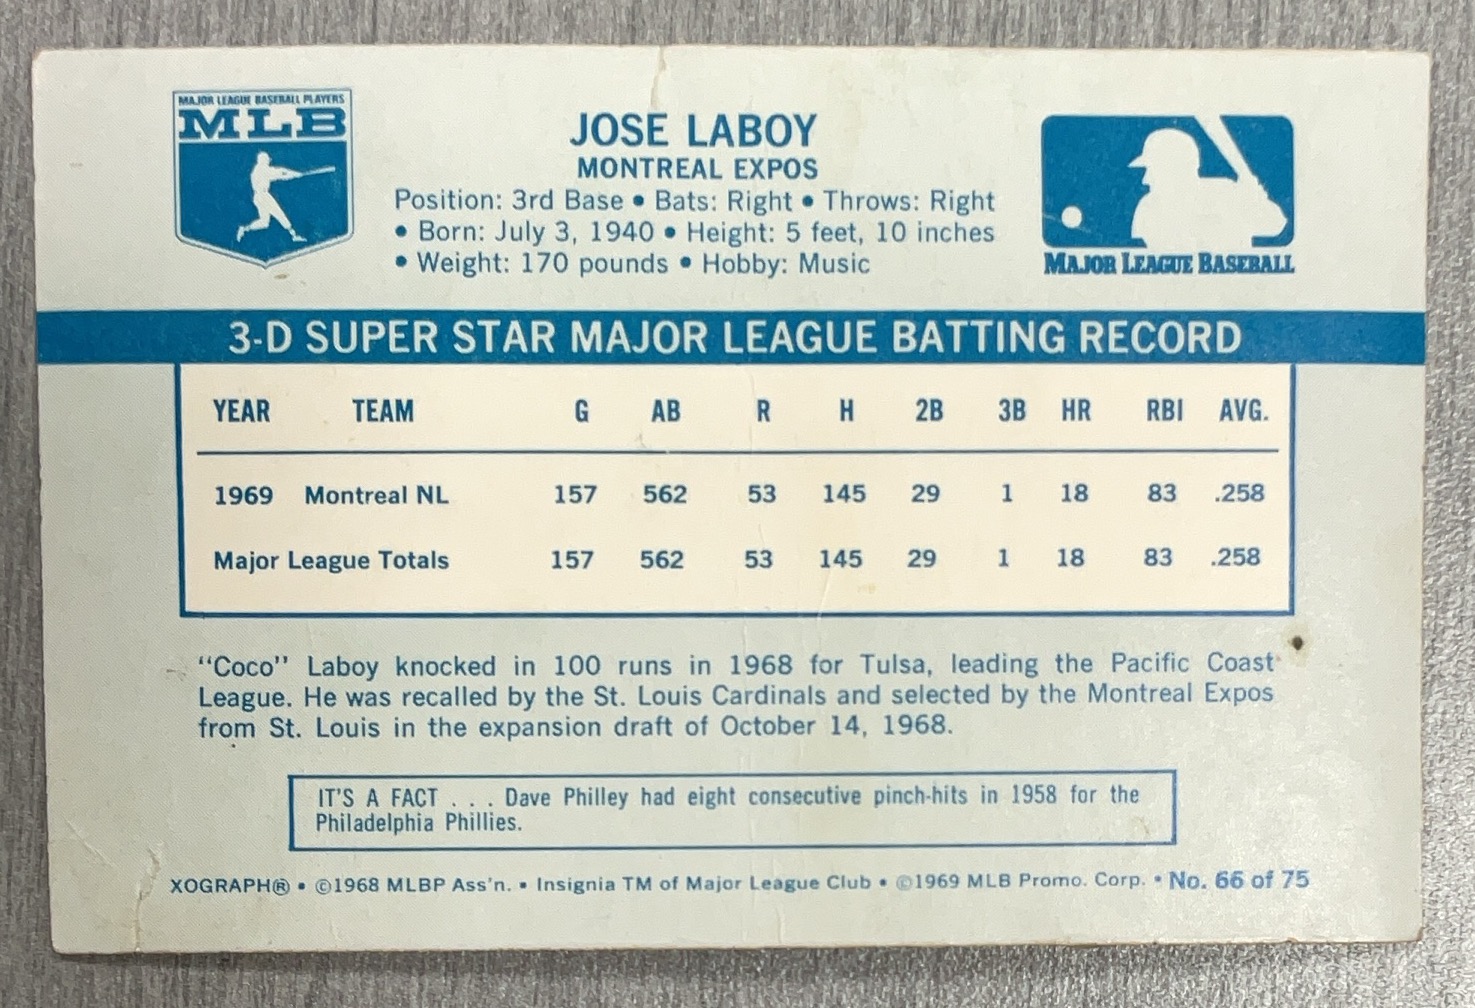 MAJOR LEAGUE BASEBALL PLAYERS
MLB
JOSE LABOY
MONTREAL EXPOS
Position: 3rd Base • Bats: Right • Throws: Right
• Born: July 3, 1940 • Height: 5 feet, 10 inches
• Weight: 170 pounds • Hobby: Music
MAJOR LEAGUE BASEBALL
3-D SUPER STAR MAJOR LEAGUE BATTING RECORD
YEAR TEAM G AB R H 2B 3B HR RBI AVG.
1969 Montreal NL 157 562 53 145 29 1 18 83 .258
Major League Totals 157 562 53 145 29 1 18 83 .258
"Coco" Laboy knocked in 100 runs in 1968 for Tulsa, leading the Pacific Coast
League. He was recalled by the St. Louis Cardinals and selected by the Montreal Expos
from St. Louis in the expansion draft of October 14, 1968.
IT'S A FACT . . . Dave Philley had eight consecutive pinch-hits in 1958 for the
Philadelphia Phillies.
XOGRAPH® • ©1968 MLBP Ass'n. • Insignia TM of Major League Club • ©1969 MLB Promo. Corp. • No. 66 of 75